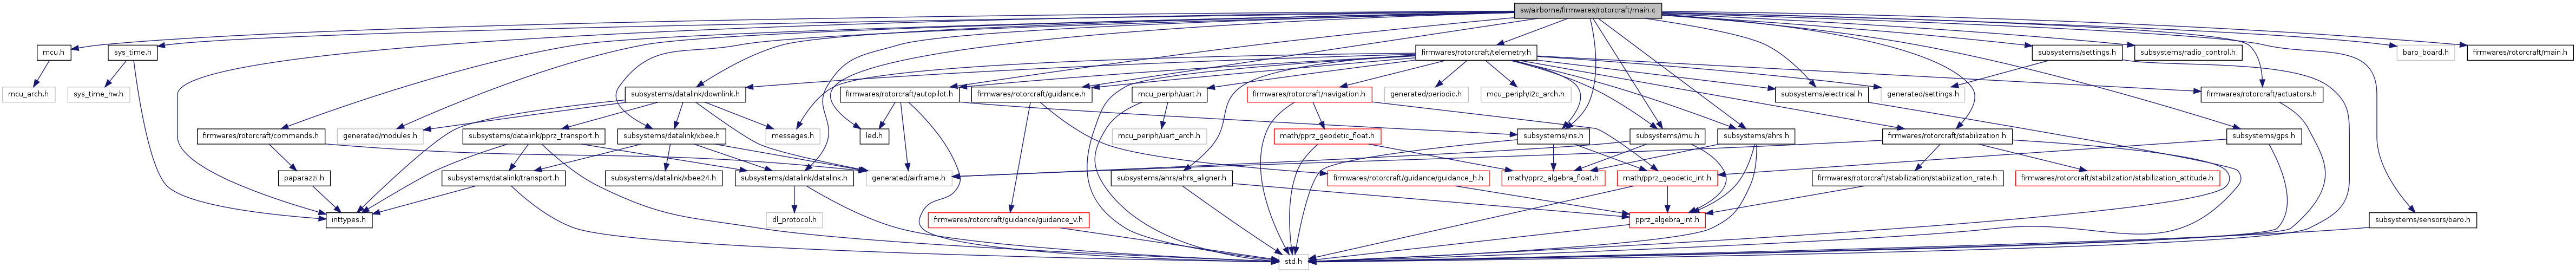 sw/airborne/firmwares/rotorcraft/main.c
mcu.h
sys_time.h
firmwares/rotorcraft/telemetry.h
subsystems/settings.h
subsystems/radio_control.h
baro_board.h
firmwares/rotorcraft/main.h
mcu_arch.h
sys_time_hw.h
subsystems/datalink/downlink.h
firmwares/rotorcraft/autopilot.h
firmwares/rotorcraft/guidance.h
mcu_periph/uart.h
firmwares/rotorcraft/navigation.h
generated/periodic.h
mcu_periph/i2c_arch.h
subsystems/electrical.h
generated/settings.h
firmwares/rotorcraft/actuators.h
firmwares/rotorcraft/commands.h
generated/modules.h
subsystems/datalink/pprz_transport.h
subsystems/datalink/xbee.h
messages.h
led.h
mcu_periph/uart_arch.h
math/pprz_geodetic_float.h
subsystems/ins.h
subsystems/imu.h
subsystems/ahrs.h
firmwares/rotorcraft/stabilization.h
subsystems/gps.h
paparazzi.h
subsystems/datalink/transport.h
subsystems/datalink/xbee24.h
subsystems/datalink/datalink.h
generated/airframe.h
subsystems/ahrs/ahrs_aligner.h
firmwares/rotorcraft/guidance/guidance_h.h
math/pprz_algebra_float.h
math/pprz_geodetic_int.h
firmwares/rotorcraft/stabilization/stabilization_rate.h
firmwares/rotorcraft/stabilization/stabilization_attitude.h
inttypes.h
dl_protocol.h
firmwares/rotorcraft/guidance/guidance_v.h
pprz_algebra_int.h
subsystems/sensors/baro.h
std.h